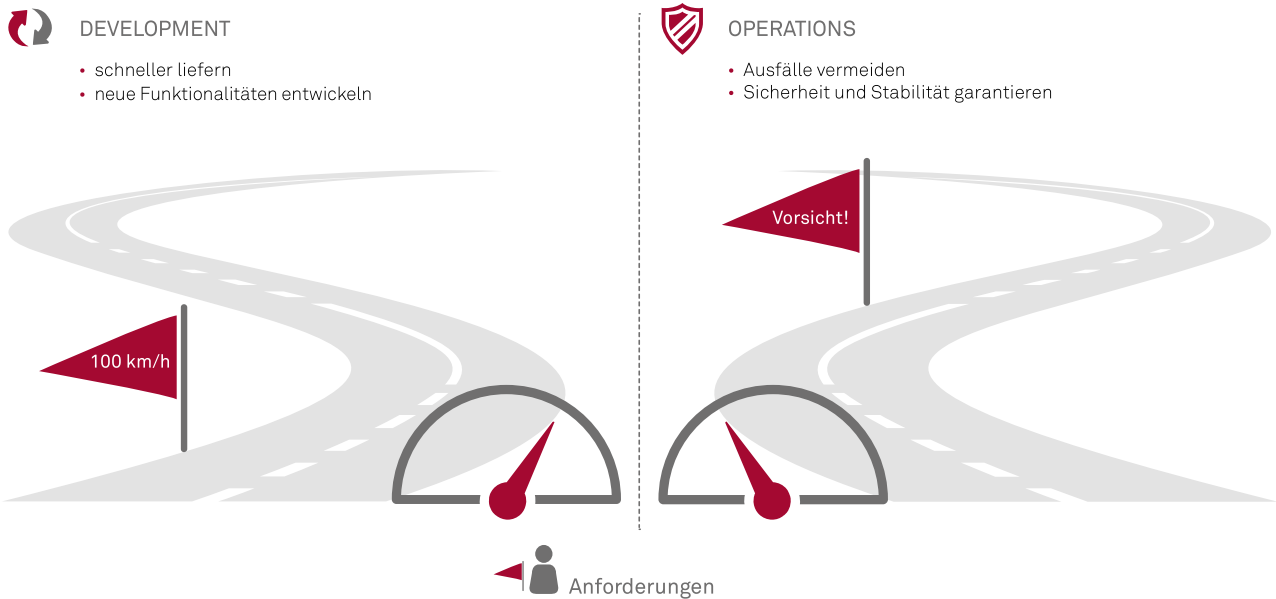 DEVELOPMENT
• schneller liefern
• neue Funktionalitäten entwickeln
OPERATIONS
• Ausfälle vermeiden
• Sicherheit und Stabilität garantieren
Vorsicht!
100 km/h
Anforderungen